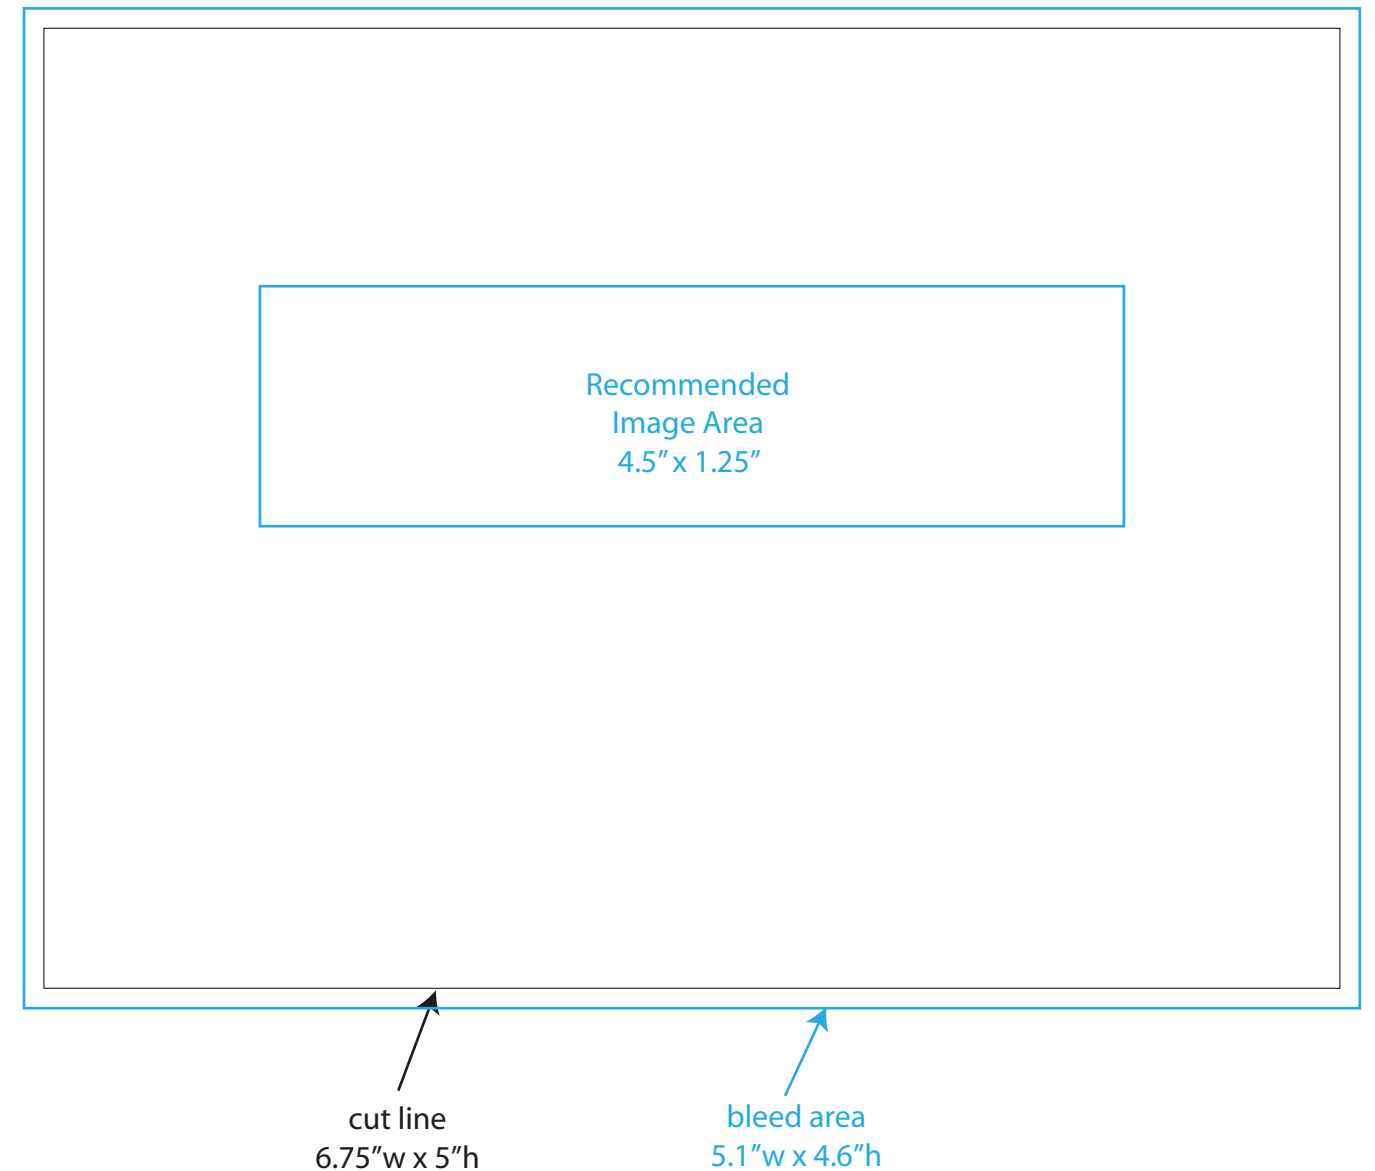 Recommended
Image Area
4.5” x 1.25”
cut line
6.75”w x 5”h
bleed area
5.1”w x 4.6”h